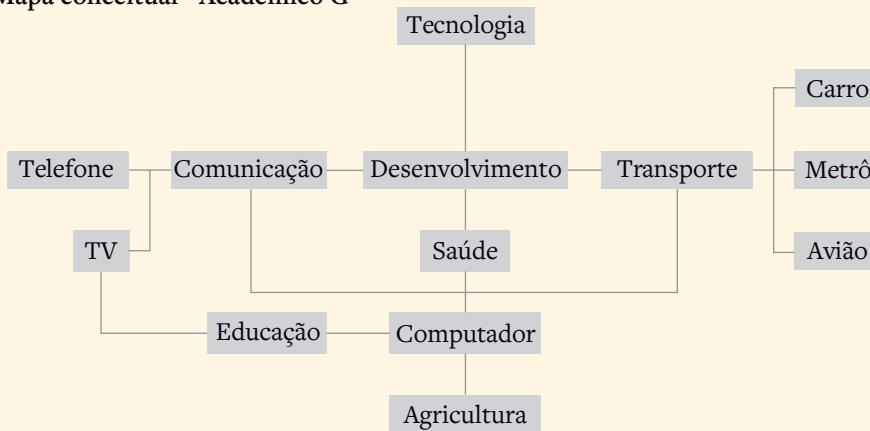 Mapa conceitual - Acadêmico G
Tecnologia
Carro
Telefone
Comunicação
Desenvolvimento
Transporte
Metrô
TV
Saúde
Avião
Educação
Computador
Agricultura